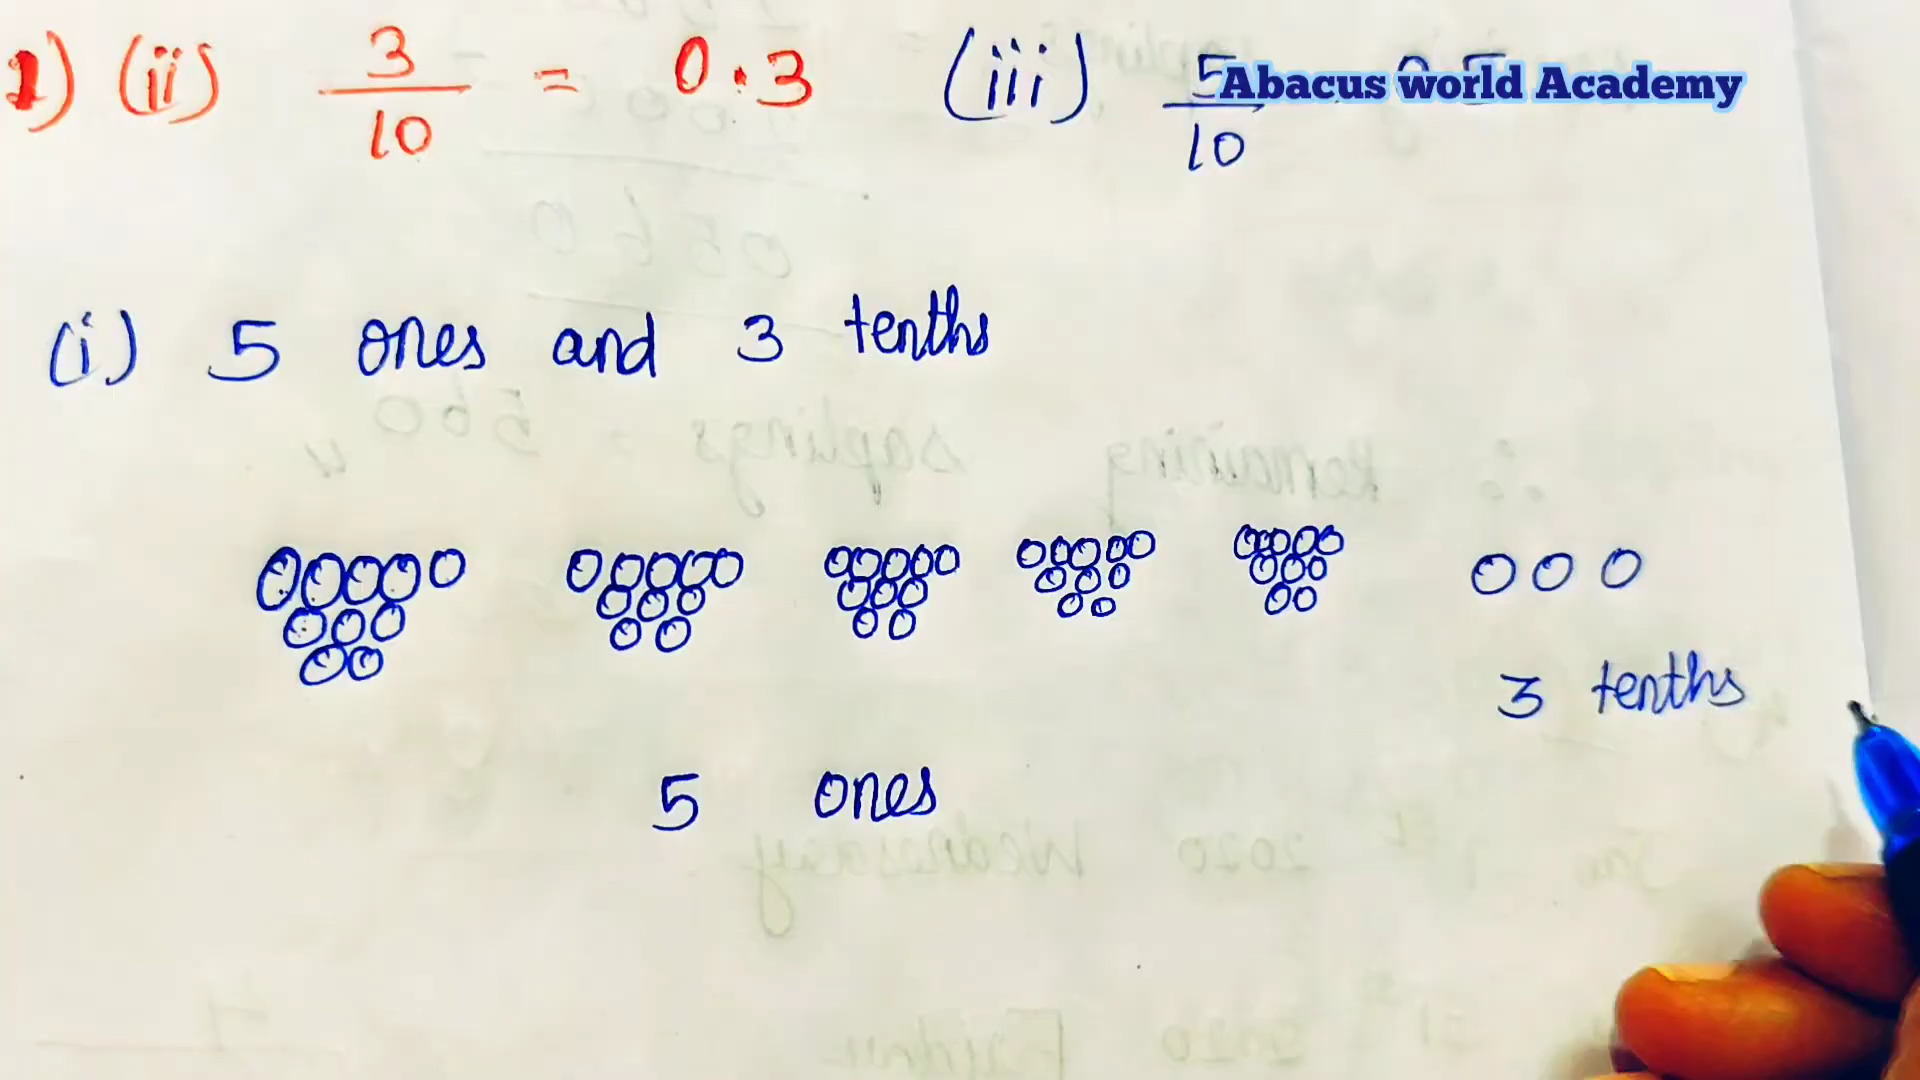 1) (ii) 3/10 = 0.3 (iii) 5/10
Abacus world Academy
(i) 5 ones and 3 tenths
3 tenths
5 ones